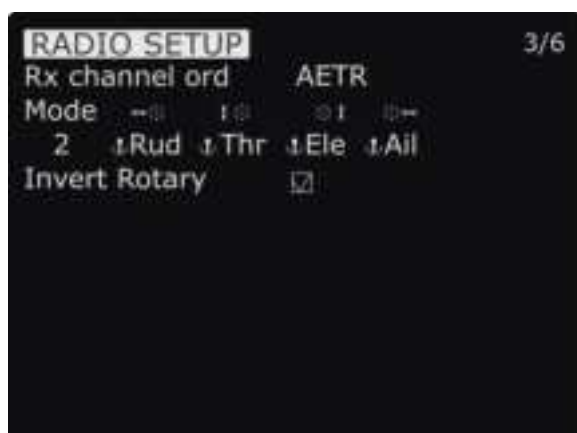 RADIO SETUP 3/6
Rx channel ord AETR
Mode
2 Rud Thr Ele Ail
Invert Rotary